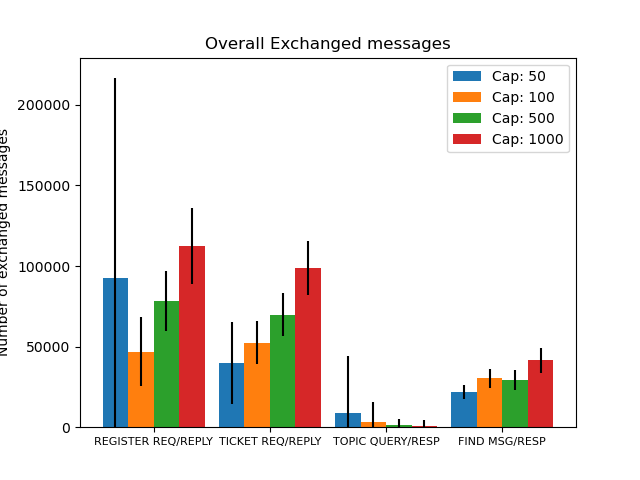 Overall Exchanged messages
Cap: 50
Cap: 100
Cap: 500
Cap: 1000
Number of exchanged messages
200000
150000
100000
50000
0
REGISTER REQ/REPLY TICKET REQ/REPLY TOPIC QUERY/RESP FIND MSG/RESP